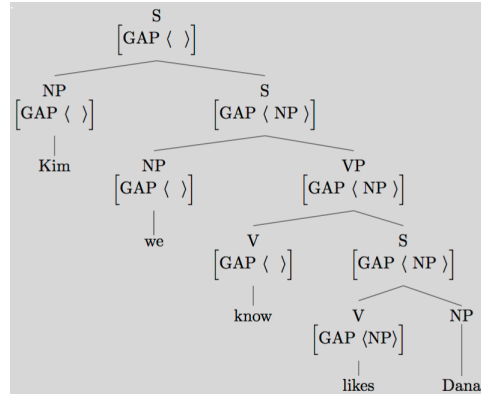 S
[GAP ⟨ ⟩]
NP S
[GAP ⟨ ⟩] [GAP ⟨ NP ⟩]
Kim NP VP
[GAP ⟨ ⟩] [GAP ⟨ NP ⟩]
we V S
[GAP ⟨ ⟩] [GAP ⟨ NP ⟩]
know V NP
[GAP ⟨NP⟩]
likes Dana